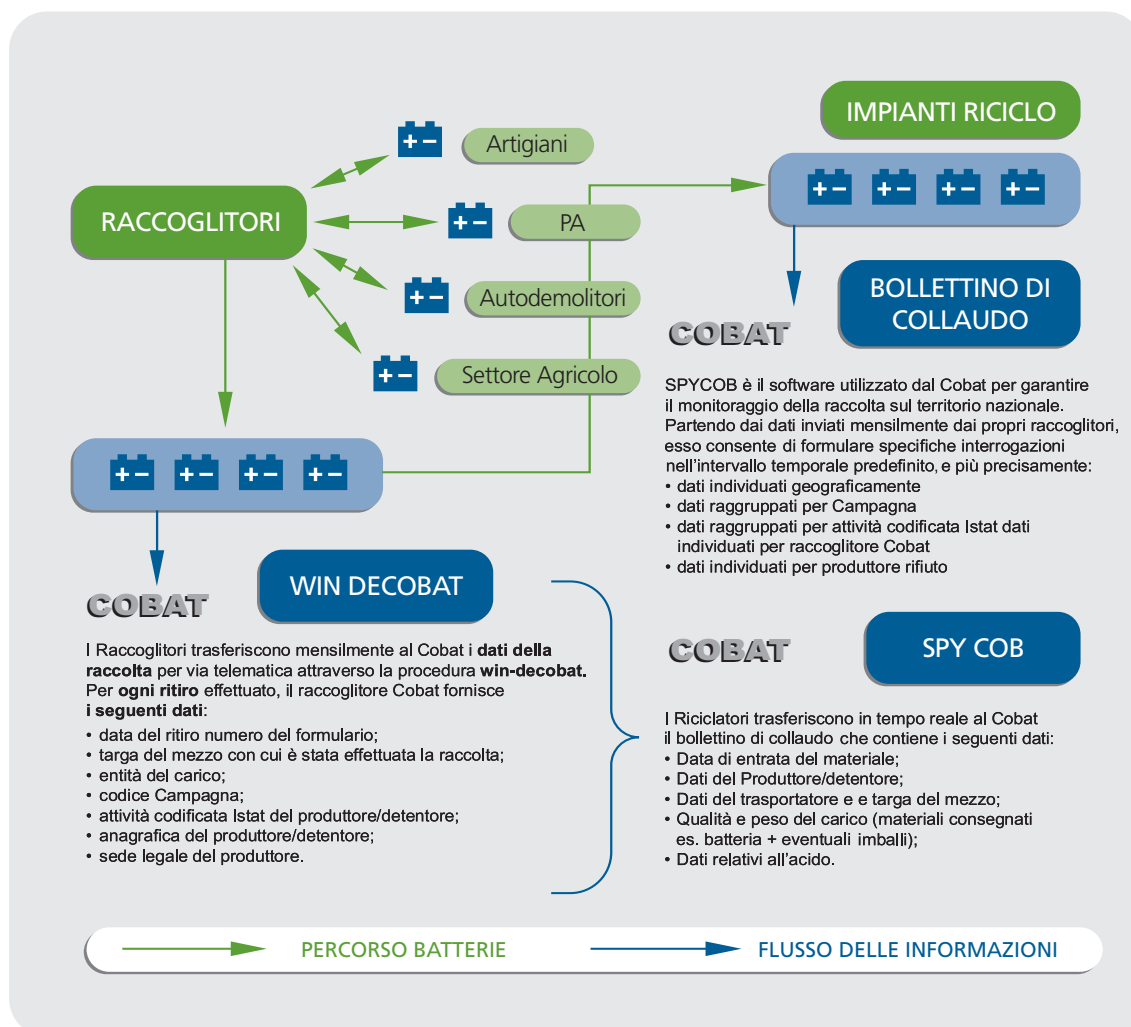 RACCOGLITORI
Artigiani
PA
Autodemolitori
Settore Agricolo
IMPIANTI RICICLO
BOLLETTINO DI
COLLAUDO
COBAT
SPYCOB è il software utilizzato dal Cobat per garantire
il monitoraggio della raccolta sul territorio nazionale.
Partendo dai dati inviati mensilmente dai propri raccoglitori,
esso consente di formulare specifiche interrogazioni
nell'intervallo temporale predefinito, e più precisamente:
• dati individuati geograficamente
• dati raggruppati per Campagna
• dati raggruppati per attività codificata Istat dati
individuati per raccoglitore Cobat
• dati individuati per produttore rifiuto
COBAT
WIN DECOBAT
I Raccoglitori trasferiscono mensilmente al Cobat i dati della
raccolta per via telematica attraverso la procedura win-decobat.
Per ogni ritiro effettuato, il raccoglitore Cobat fornisce
i seguenti dati:
• data del ritiro numero del formulario;
• targa del mezzo con cui è stata effettuata la raccolta;
• entità del carico;
• codice Campagna;
• attività codificata Istat del produttore/detentore;
• anagrafica del produttore/detentore;
• sede legale del produttore.
COBAT
SPY COB
I Riciclatori trasferiscono in tempo reale al Cobat
il bollettino di collaudo che contiene i seguenti dati:
• Data di entrata del materiale;
• Dati del Produttore/detentore;
• Dati del trasportatore e e targa del mezzo;
• Qualità e peso del carico (materiali consegnati
es. batteria + eventuali imballi);
• Dati relativi all'acido.
PERCORSO BATTERIE
FLUSSO DELLE INFORMAZIONI